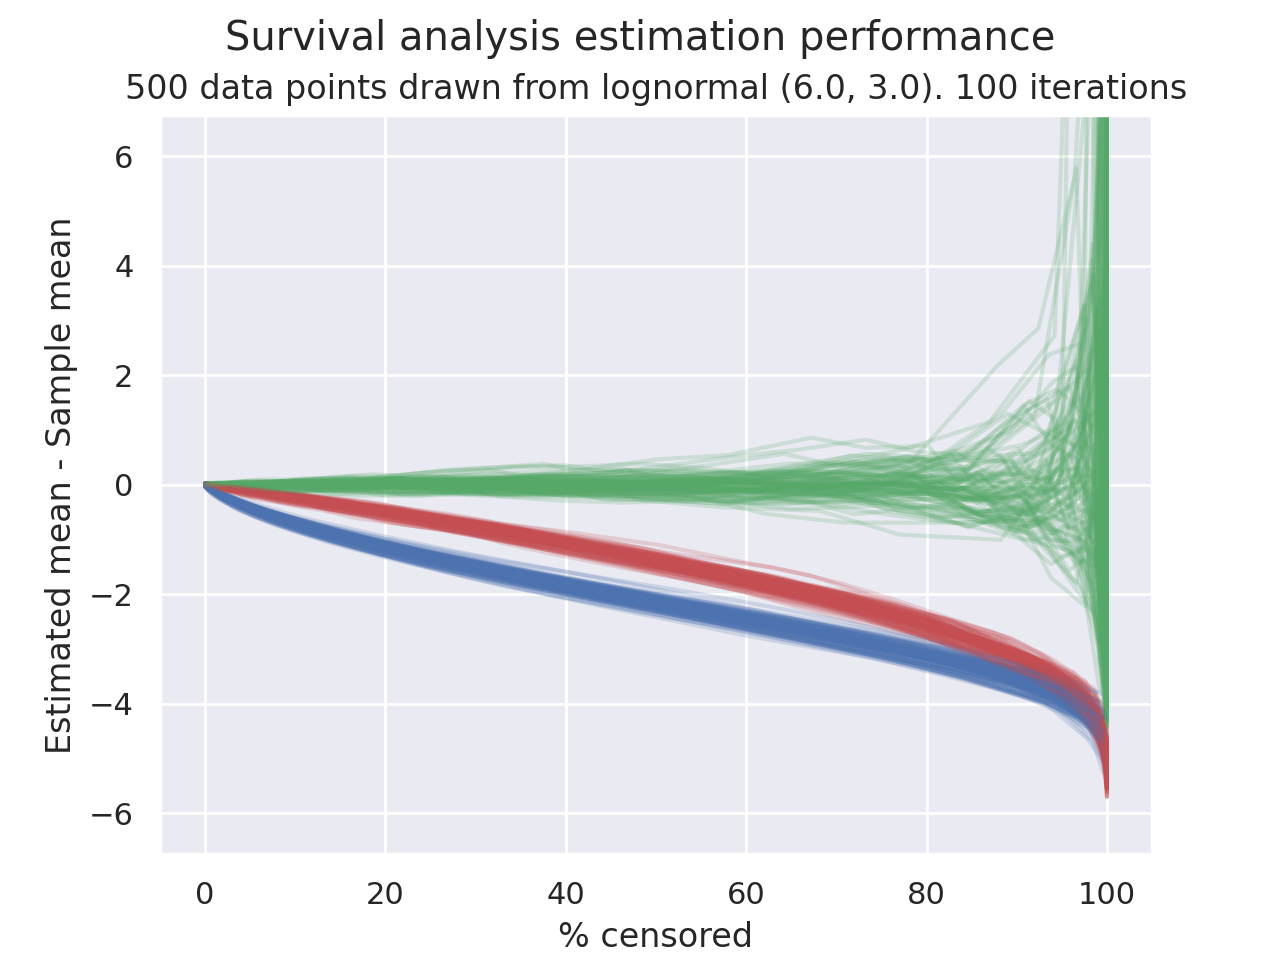 Survival analysis estimation performance
500 data points drawn from lognormal (6.0, 3.0). 100 iterations
Estimated mean - Sample mean
6
4
2
0
−2
−4
−6
0 20 40 60 80 100
% censored